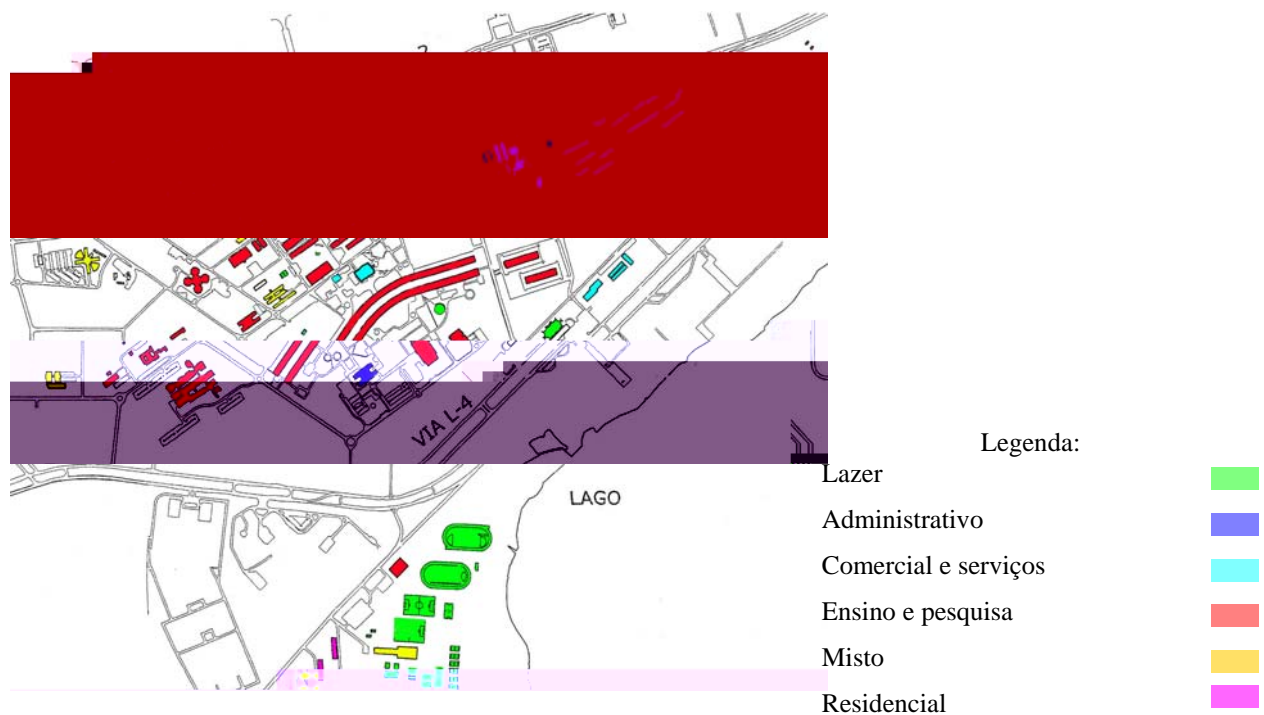 VIA L-4
LAGO
Legenda:
Lazer
Administrativo
Comercial e serviços
Ensino e pesquisa
Misto
Residencial